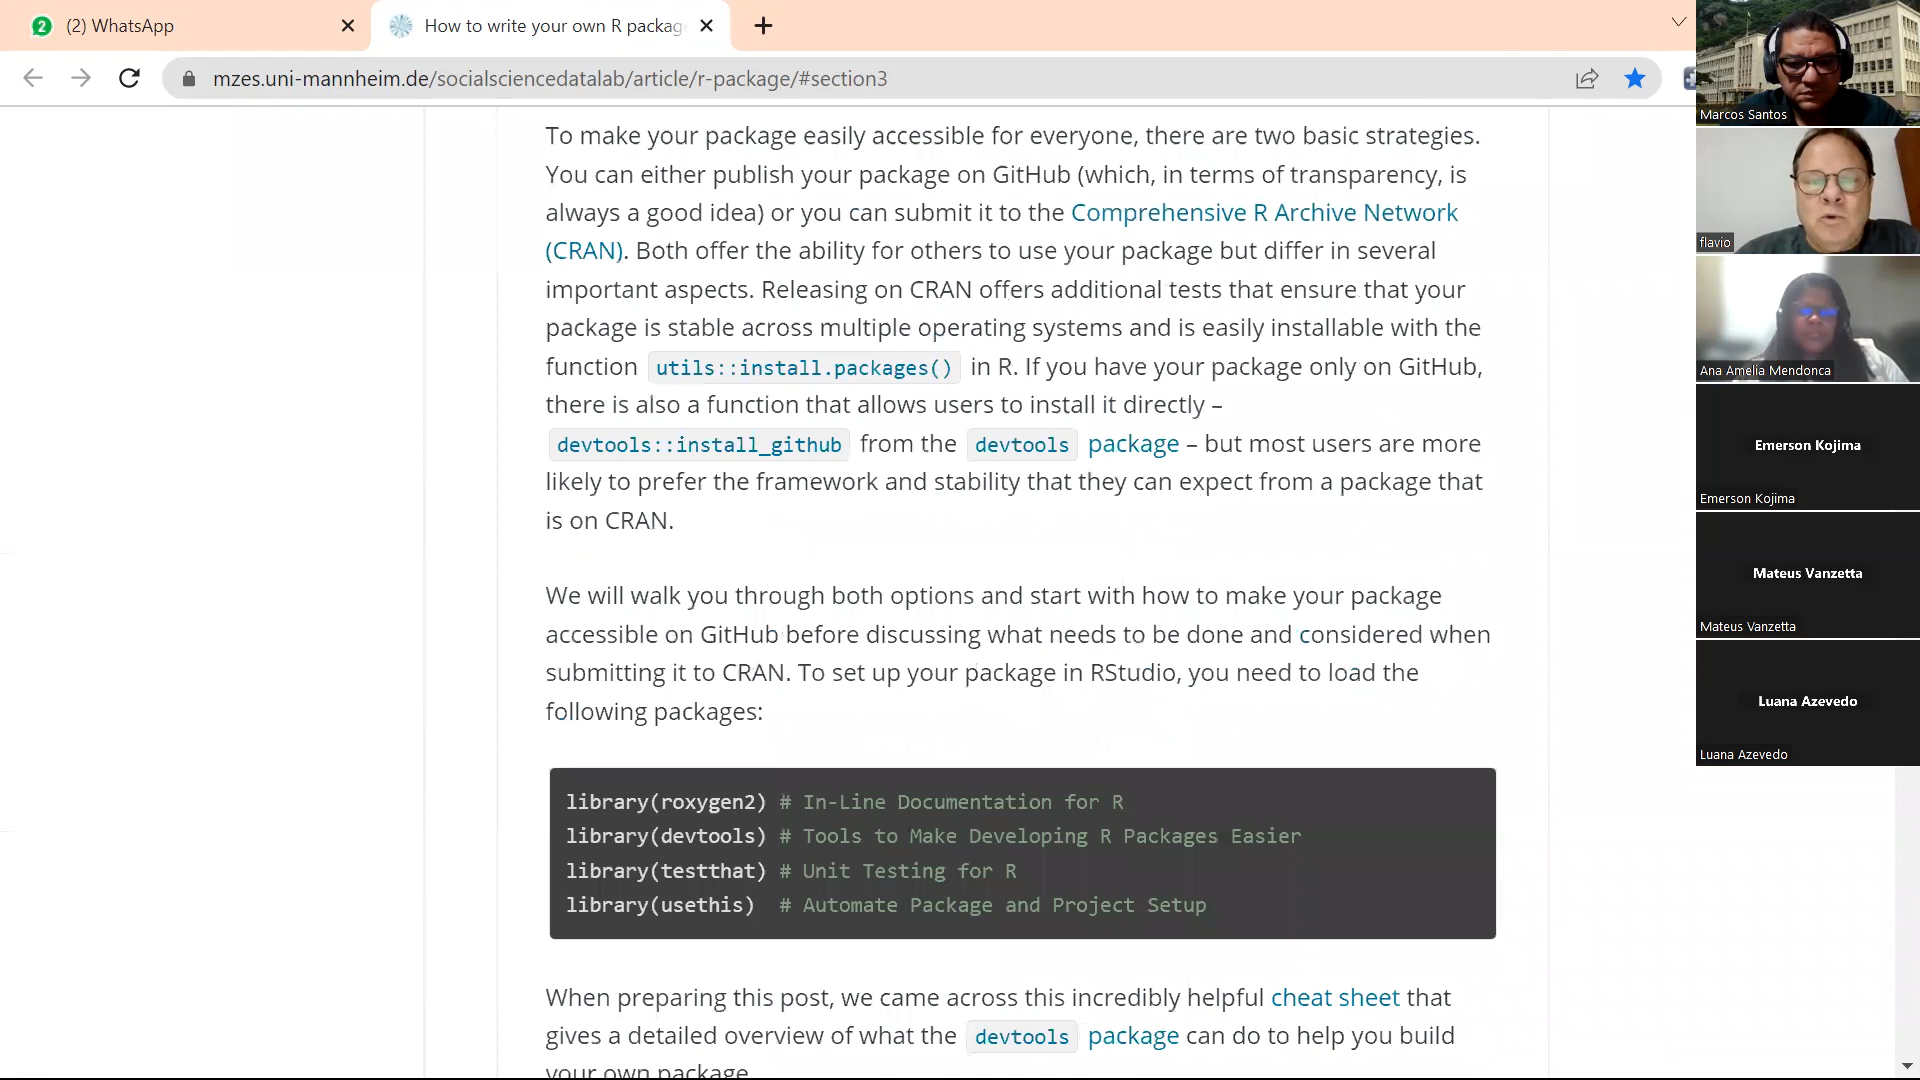 2 (2) WhatsApp
How to write your own R packag
mzes.uni-mannheim.de/socialsciencedatalab/article/r-package/#section3
To make your package easily accessible for everyone, there are two basic strategies.
You can either publish your package on GitHub (which, in terms of transparency, is
always a good idea) or you can submit it to the Comprehensive R Archive Network
(CRAN). Both offer the ability for others to use your package but differ in several
important aspects. Releasing on CRAN offers additional tests that ensure that your
package is stable across multiple operating systems and is easily installable with the
function utils::install.packages() in R. If you have your package only on GitHub,
there is also a function that allows users to install it directly –
devtools::install_github from the devtools package – but most users are more
likely to prefer the framework and stability that they can expect from a package that
is on CRAN.
We will walk you through both options and start with how to make your package
accessible on GitHub before discussing what needs to be done and considered when
submitting it to CRAN. To set up your package in RStudio, you need to load the
following packages:
library(roxygen2) # In-Line Documentation for R
library(devtools) # Tools to Make Developing R Packages Easier
library(testthat) # Unit Testing for R
library(usethis) # Automate Package and Project Setup
When preparing this post, we came across this incredibly helpful cheat sheet that
gives a detailed overview of what the devtools package can do to help you build
your own package.
Marcos Santos
flavio
Ana Amelia Mendonca
Emerson Kojima
Emerson Kojima
Mateus Vanzetta
Mateus Vanzetta
Luana Azevedo
Luana Azevedo